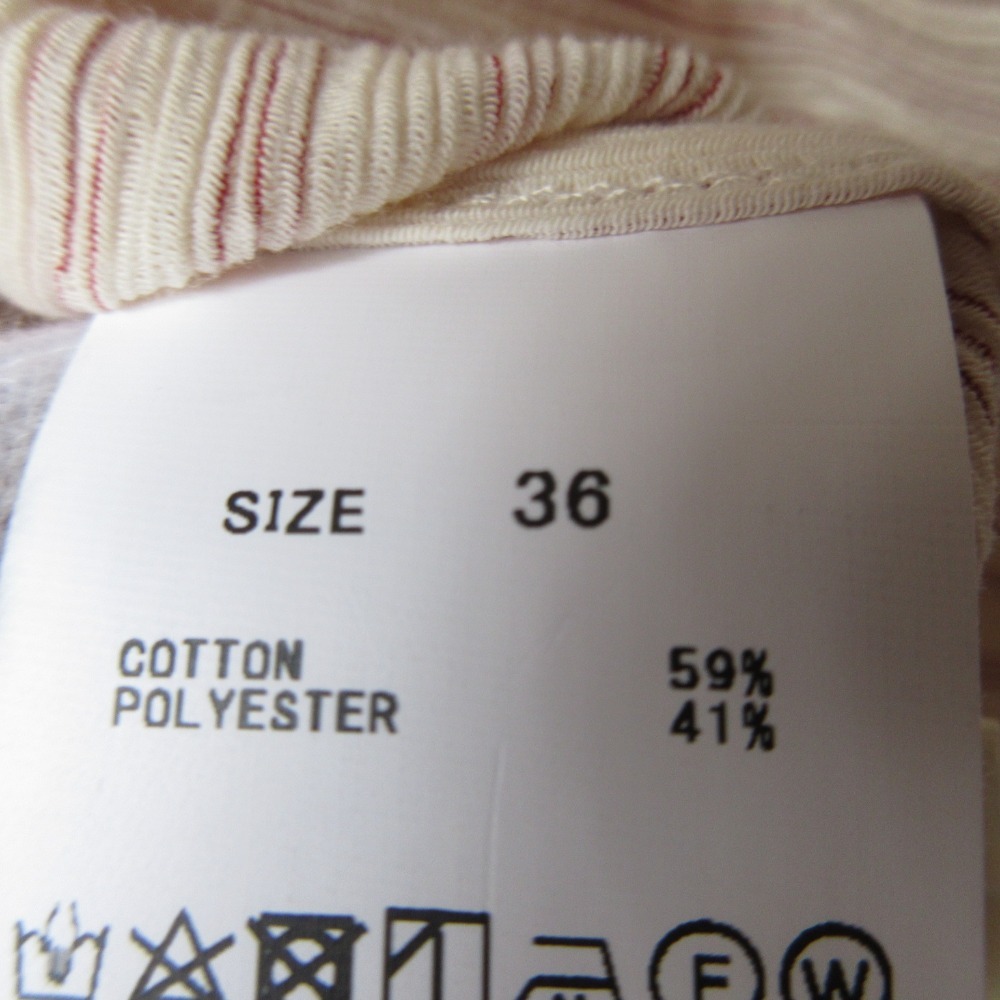 SIZE 36
COTTON 59%
POLYESTER 41%
F W